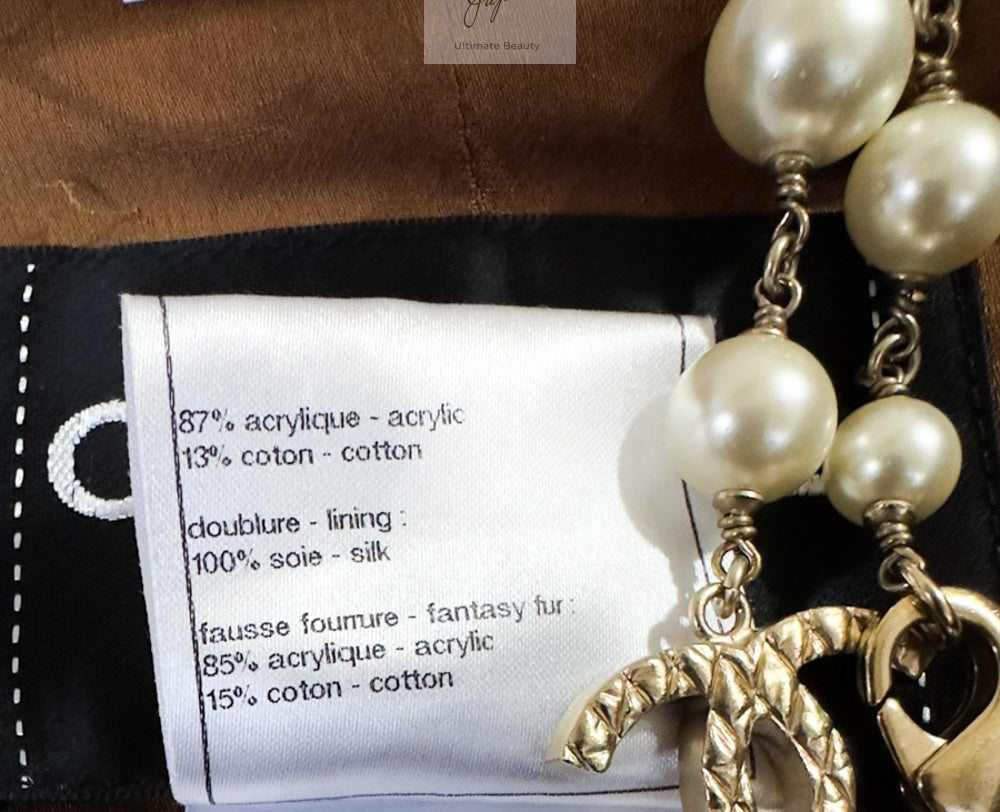 Ultimate Beauty
87% acrylique - acrylic
13% coton - cotton
doublure - lining :
100% soie - silk
fausse fourrure - fantasy fur :
85% acrylique - acrylic
15% coton - cotton